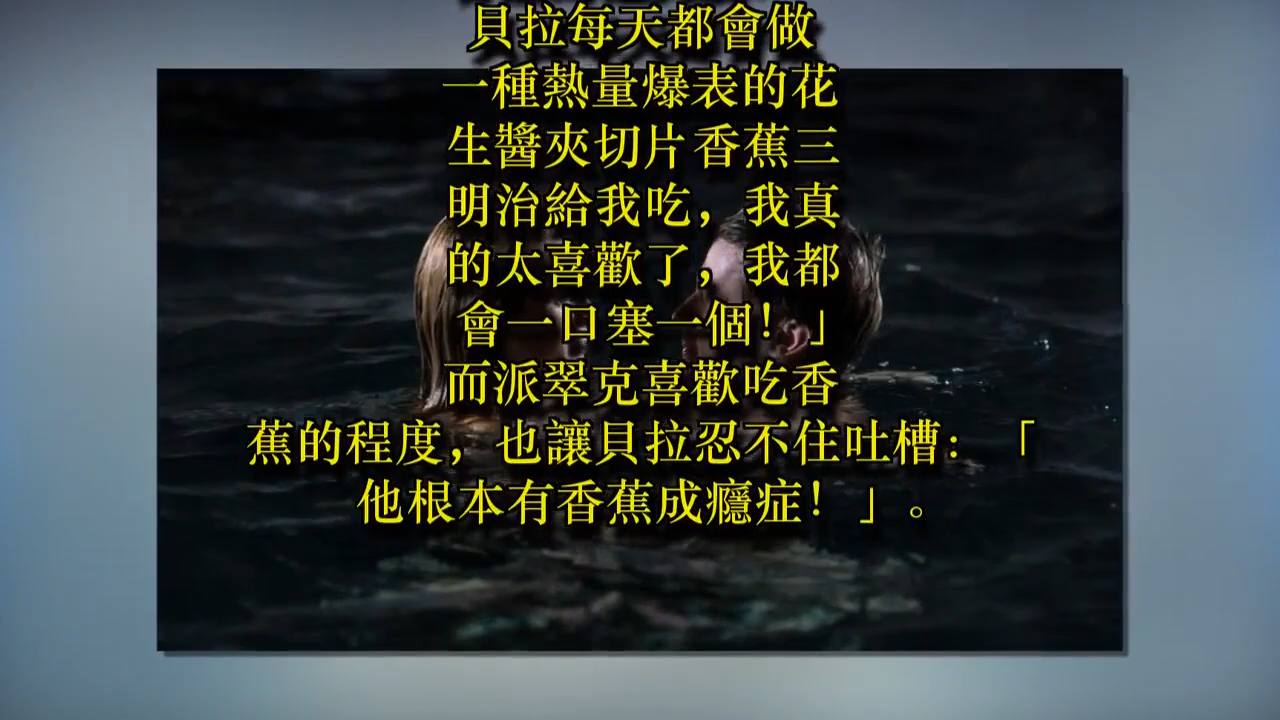 貝拉每天都會做
一種熱量爆表的花
生醬夾切片香蕉三
明治給我吃，我真
的太喜歡了，我都
會一口塞一個！」
而派翠克喜歡吃香
蕉的程度，也讓貝拉忍不住吐槽：「
他根本有香蕉成癮症！」。